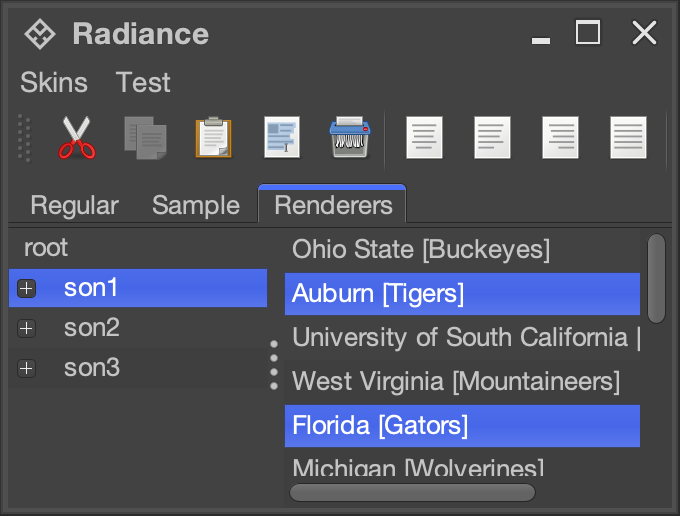 Radiance
Skins Test
Regular Sample Renderers
root
son1
son2
son3
Ohio State [Buckeyes]
Auburn [Tigers]
University of South California [
West Virginia [Mountaineers]
Florida [Gators]
Michigan [Wolverines]